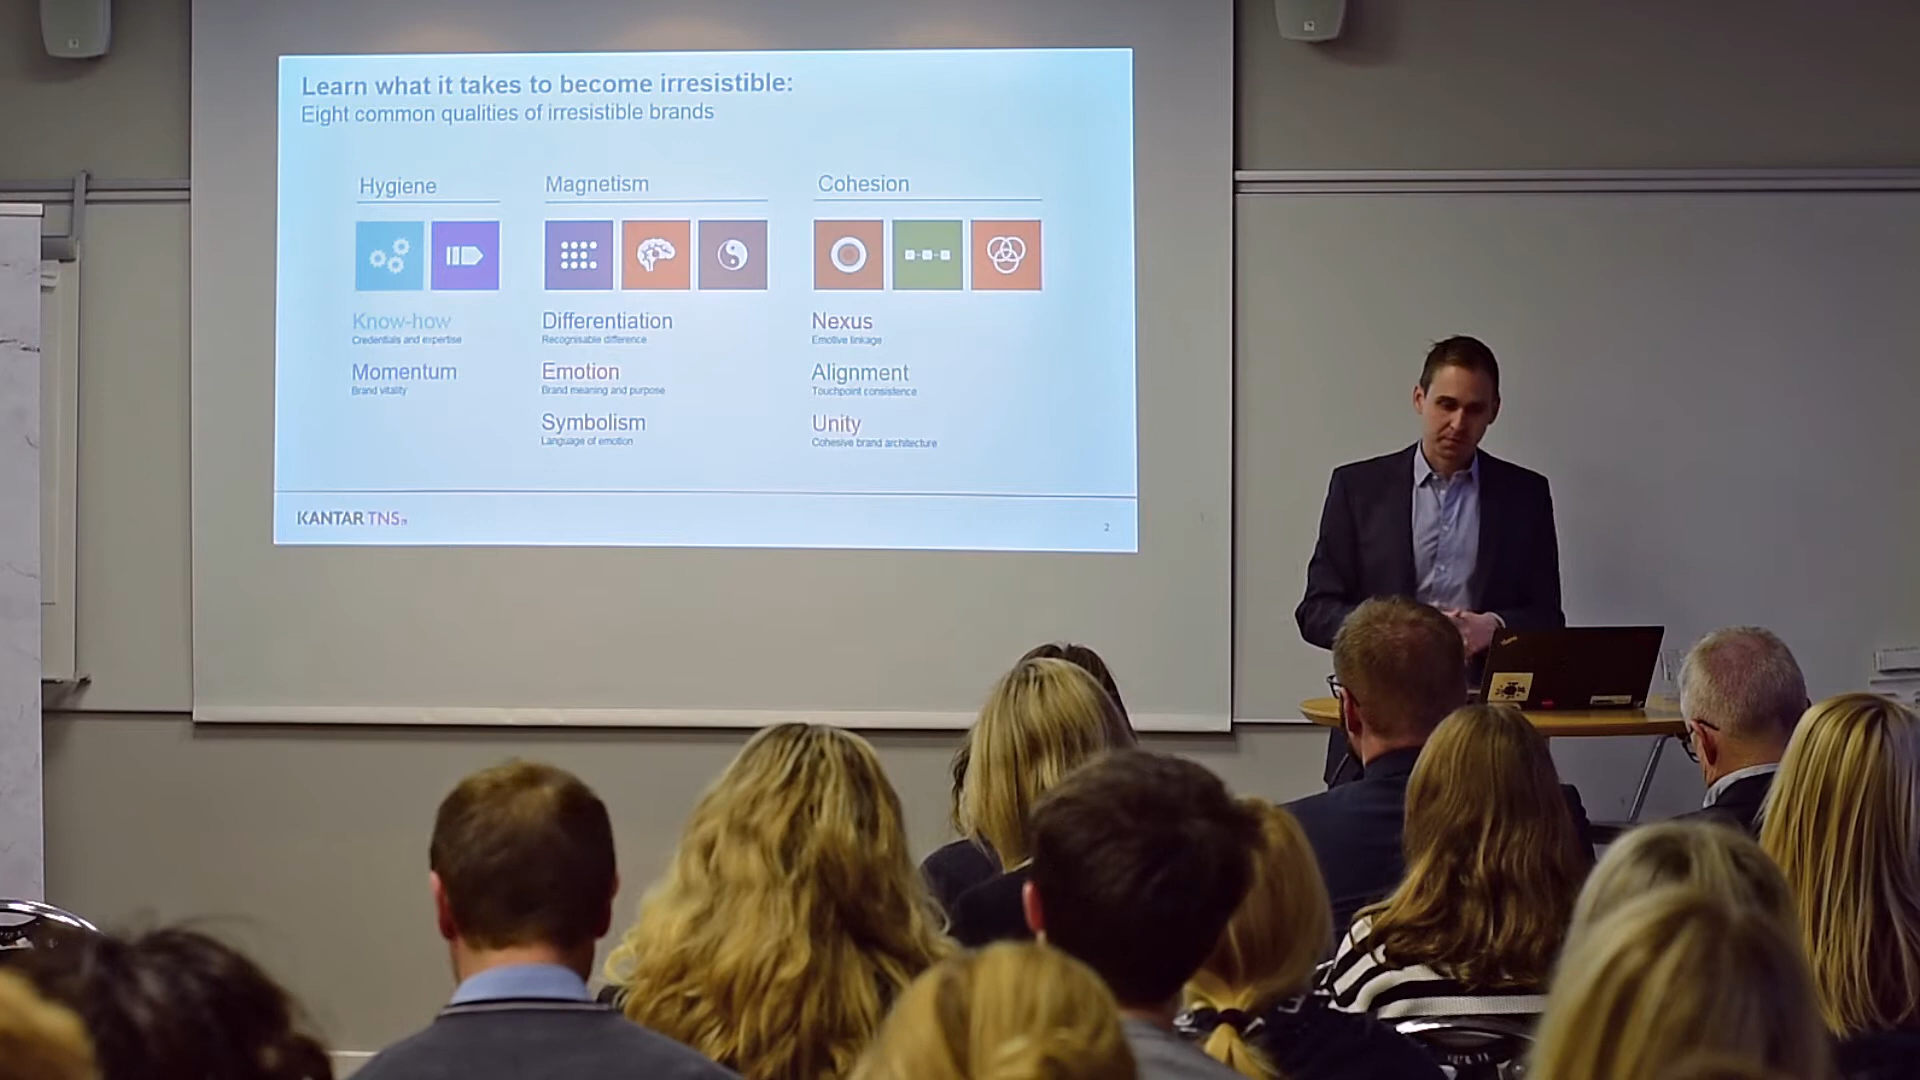 Learn what it takes to become irresistible:
Eight common qualities of irresistible brands
Hygiene
Magnetism
Cohesion
Know-how
Credentials and expertise
Momentum
Brand vitality
Differentiation
Recognisable difference
Emotion
Brand meaning and purpose
Symbolism
Language of emotion
Nexus
Emotive linkage
Alignment
Touchpoint consistence
Unity
Cohesive brand architecture
KANTAR TNS
2